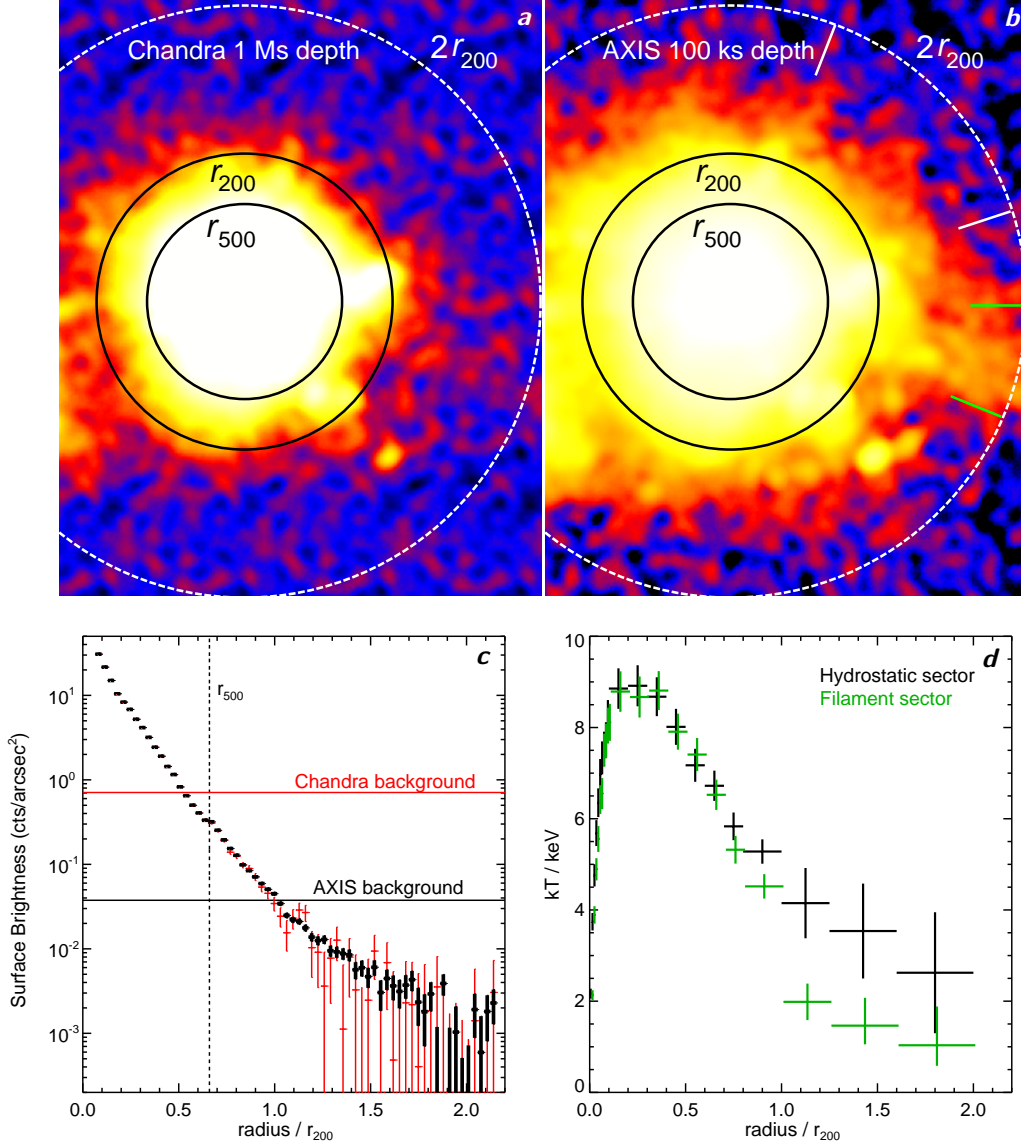 a
Chandra 1 Ms depth
2r200
r200
r500
b
AXIS 100 ks depth
2r200
r200
r500
c
r500
Chandra background
AXIS background
Surface Brightness (cts/arcsec²)
10¹
10⁰
10⁻¹
10⁻²
10⁻³
0.0 0.5 1.0 1.5 2.0
radius / r200
d
Hydrostatic sector
Filament sector
kT / keV
10
8
6
4
2
0
0.0 0.5 1.0 1.5 2.0
radius / r200